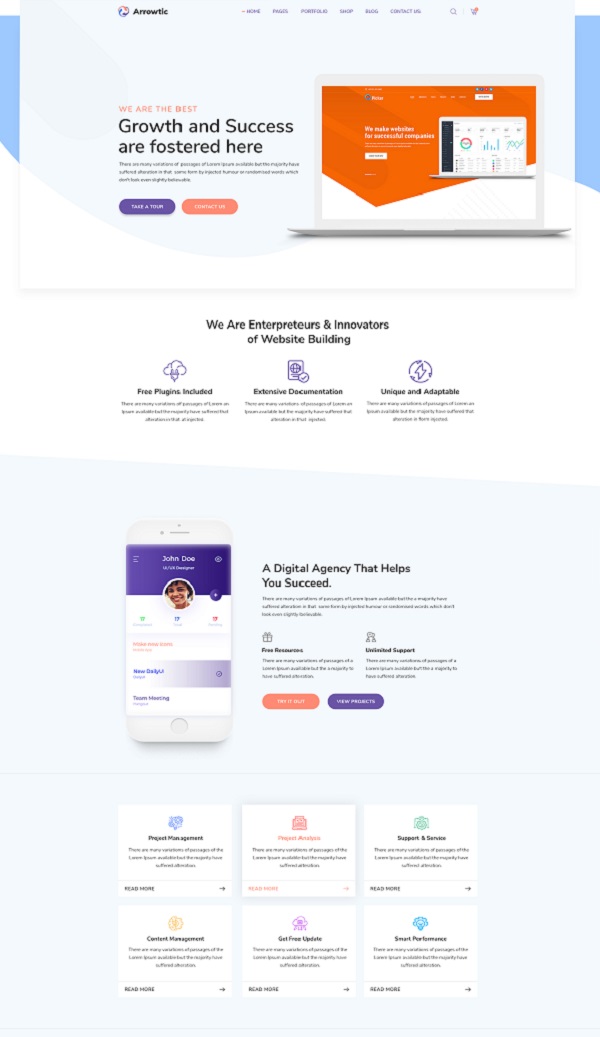 Arrowtic
HOME PAGES PORTFOLIO SHOP BLOG CONTACT US
WE ARE THE BEST
Growth and Success
are fostered here
There are many variations of passages of Lorem Ipsum available but the majority have
suffered alteration in that some form by injected humour or randomised words which
don't look even slightly believable.
TAKE A TOUR CONTACT US
We make websites
for successful companies
We Are Enterpreteurs & Innovators
of Website Building
Free Plugins Included
There are many variations of passages of Lorem an
Ipsum available but the majority have suffered that
alteration in that at injected.
Extensive Documentation
There are many variations of passages of Lorem an
Ipsum available but the majority have suffered that
alteration in that injected.
Unique and Adaptable
There are many variations of passages of Lorem an
Ipsum available but the majority have suffered that
alteration in injected.
John Doe
UI/UX Designer
17 17 17
Make New Icons
New DailyUI
Team Meeting
A Digital Agency That Helps
You Succeed.
There are many variations of passages of Lorem Ipsum available but the a majority have
suffered alteration in that some form by injected humour or randomised words which don't
look even slightly believable.
Free Resources
There are many variations of passages of a
Lorem Ipsum available but the a majority to
have suffered alteration.
Unlimited Support
There are many variations of passages of a
Lorem Ipsum available but the a majority to
have suffered alteration.
TRY IT OUT VIEW PROJECTS
Project Management
There are many variations of passages of the
Lorem Ipsum available but the majority have
suffered alteration.
READ MORE
Project Analysis
There are many variations of passages of the
Lorem Ipsum available but the majority have
suffered alteration.
READ MORE
Support & Service
There are many variations of passages of the
Lorem Ipsum available but the majority have
suffered alteration.
READ MORE
Content Management
There are many variations of passages of the
Lorem Ipsum available but the majority have
suffered alteration.
READ MORE
Get Free Update
There are many variations of passages of the
Lorem Ipsum available but the majority have
suffered alteration.
READ MORE
Smart Performance
There are many variations of passages of the
Lorem Ipsum available but the majority have
suffered alteration.
READ MORE